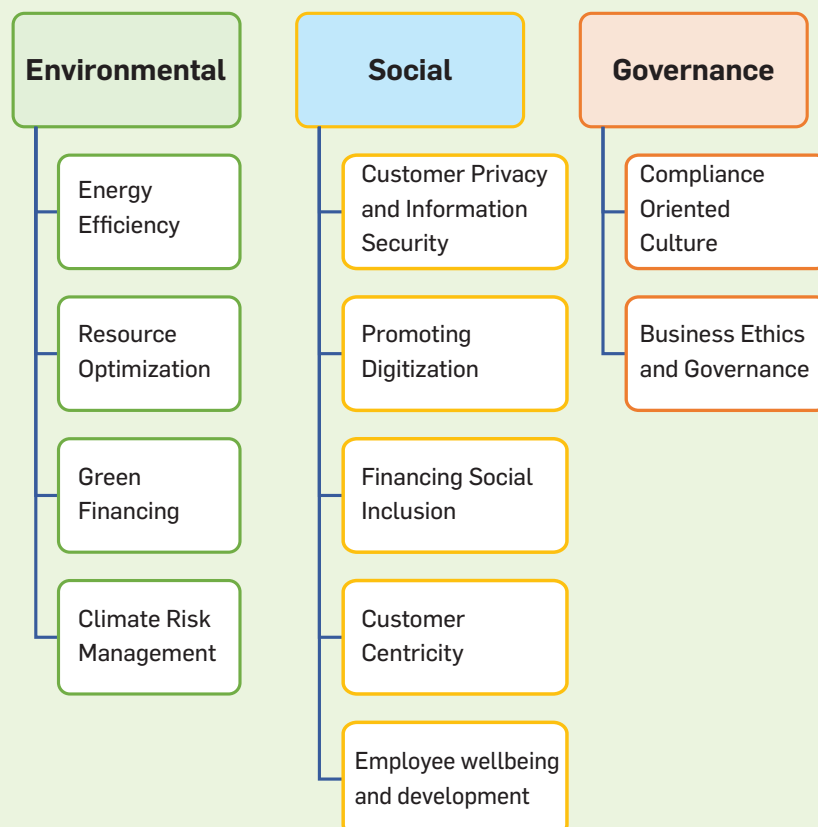 Environmental
Energy
Efficiency
Resource
Optimization
Green
Financing
Climate Risk
Management
Social
Customer Privacy
and Information
Security
Promoting
Digitization
Financing Social
Inclusion
Customer
Centricity
Employee wellbeing
and development
Governance
Compliance
Oriented
Culture
Business Ethics
and Governance